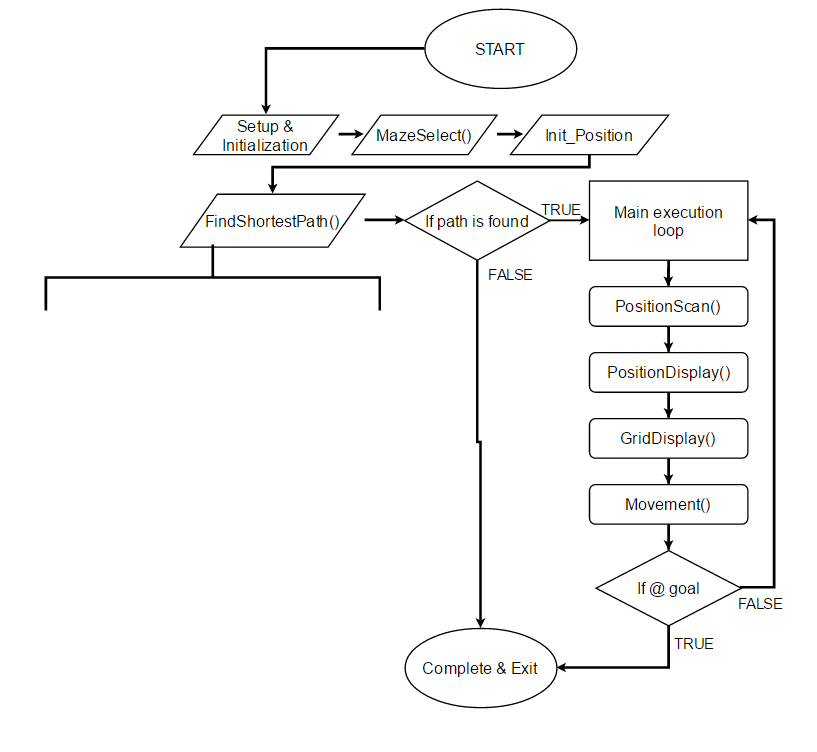 START
Setup &
Initialization
MazeSelect()
Init_Position
FindShortestPath()
If path is found
TRUE
Main execution
loop
FALSE
PositionScan()
PositionDisplay()
GridDisplay()
Movement()
If @ goal
FALSE
TRUE
Complete & Exit